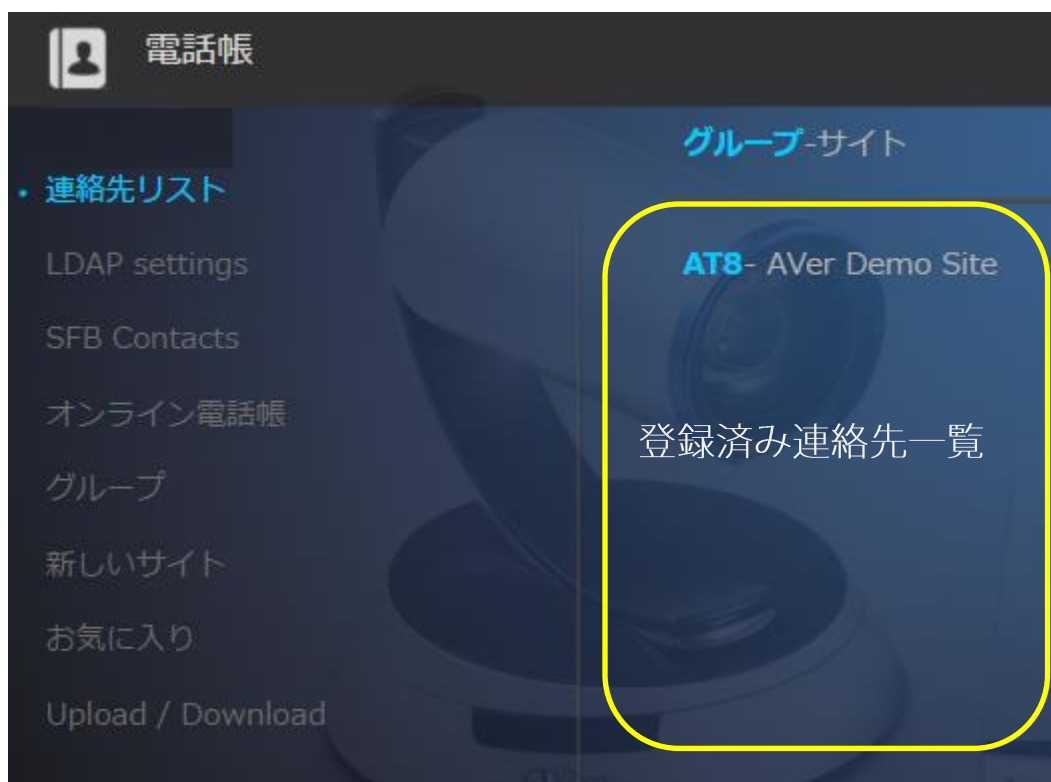 電話帳
・連絡先リスト
LDAP settings
SFB Contacts
オンライン電話帳
グループ
新しいサイト
お気に入り
Upload / Download
グループ-サイト
AT8- AVer Demo Site
登録済み連絡先一覧